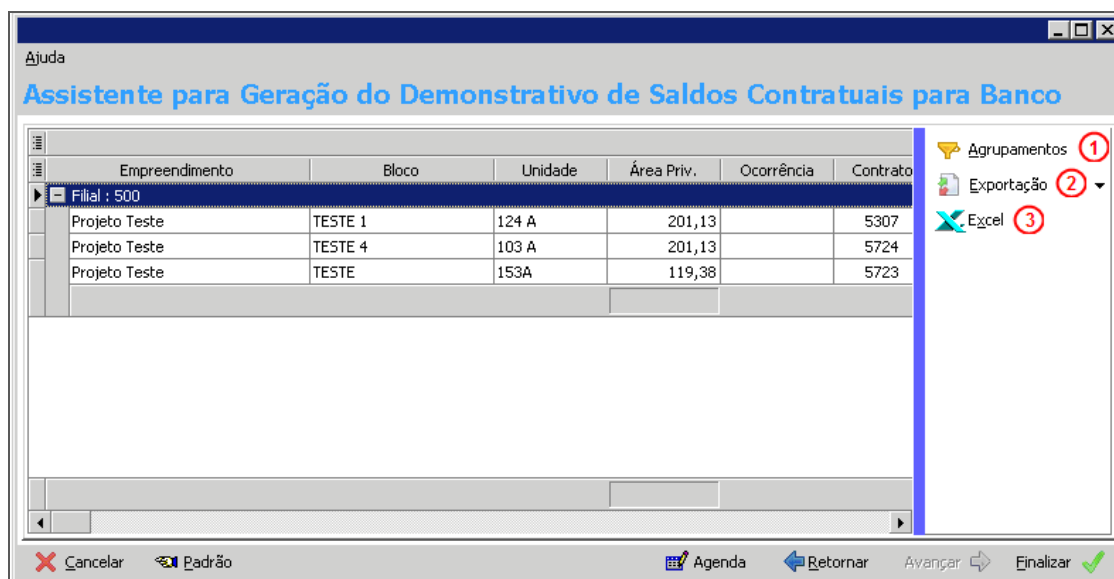 Ajuda
Assistente para Geração do Demonstrativo de Saldos Contratuais para Banco
Empreendimento Bloco Unidade Área Priv. Ocorrência Contrato
Filial : 500
Projeto Teste TESTE 1 124 A 201,13 5307
Projeto Teste TESTE 4 103 A 201,13 5724
Projeto Teste TESTE 153A 119,38 5723
Agrupamentos 1
Exportação 2
Excel 3
Cancelar Padrão Agenda Retornar Avançar Finalizar